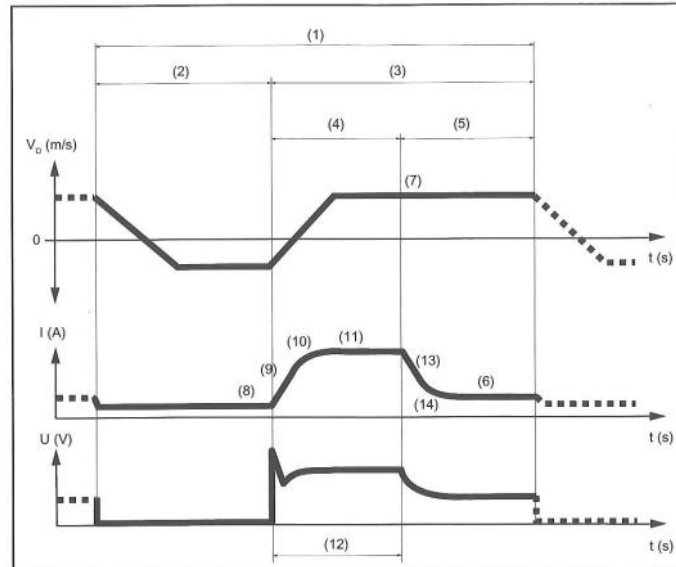 (1)
(2) (3)
(4) (5)
V_D (m/s)
(7)
0
t (s)
I (A)
(10) (11)
(9) (13)
(8) (6)
(14)
U (V) t (s)
t (s)
(12)